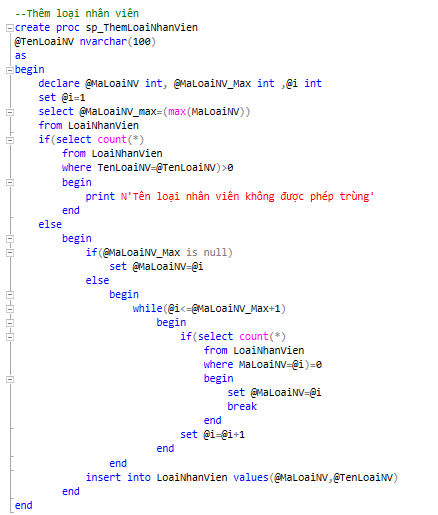 --Thêm loại nhân viên
create proc sp_ThemLoaiNhanVien
@TenLoaiNV nvarchar(100)
as
begin
    declare @MaLoaiNV int, @MaLoaiNV_Max int ,@i int
    set @i=1
    select @MaLoaiNV_max=(max(MaLoaiNV))
    from LoaiNhanVien
    if(select count(*)
        from LoaiNhanVien
        where TenLoaiNV=@TenLoaiNV)>0
        begin
            print N'Tên loại nhân viên không được phép trùng'
        end
    else
        begin
            if(@MaLoaiNV_Max is null)
                set @MaLoaiNV=@i
            else
                begin
                    while(@i<=@MaLoaiNV_Max+1)
                        begin
                            if(select count(*)
                                from LoaiNhanVien
                                where MaLoaiNV=@i)=0
                                begin
                                    set @MaLoaiNV=@i
                                    break
                                end
                            set @i=@i+1
                        end
                end
            insert into LoaiNhanVien values(@MaLoaiNV,@TenLoaiNV)
        end
end